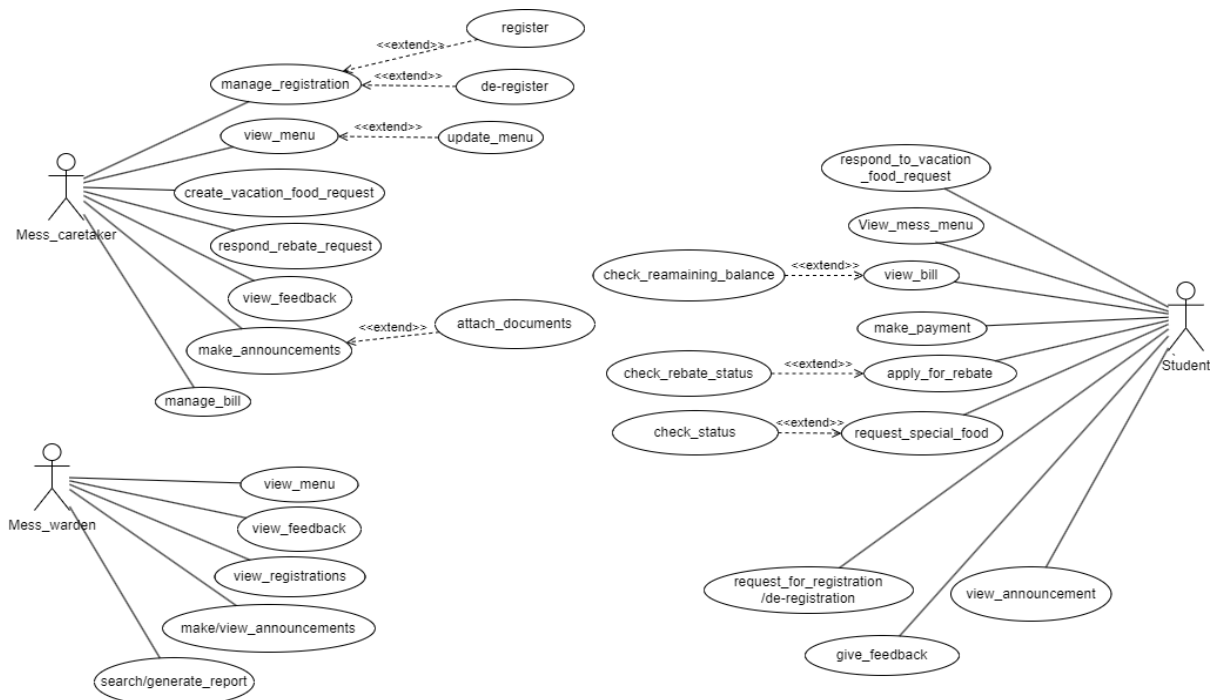 register
<<extend>>
manage_registration
<<extend>>
de-register
view_menu
<<extend>>
update_menu
create_vacation_food_request
Mess_caretaker
respond_rebate_request
view_feedback
<<extend>>
attach_documents
make_announcements
manage_bill
Mess_warden
view_menu
view_feedback
view_registrations
make/view_announcements
search/generate_report
respond_to_vacation
_food_request
View_mess_menu
check_reamaining_balance
<<extend>>
view_bill
make_payment
Student
check_rebate_status
<<extend>>
apply_for_rebate
check_status
<<extend>>
request_special_food
request_for_registration
/de-registration
view_announcement
give_feedback